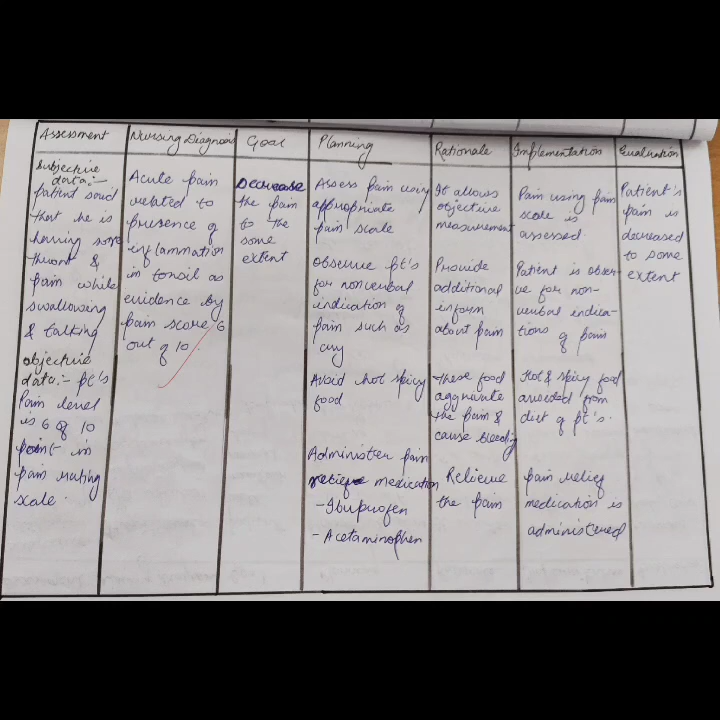 Assessment
Nursing Diagnosis
Goal
Planning
Rationale
Implementation
Evaluation
Subjective
data:-
patient said
that he is
having sore
throat &
pain while
swallowing
& talking
objective
data:- pt's
Pain level
is 6 of 10
point in
pain rating
scale.
Acute pain
related to
presence of
inflammation
in tonsil as
evidence by
pain score 6
out of 10.
Decrease
the pain
to the
some
extent
Assess pain using
appropriate
pain scale
Observe pt's
for nonverbal
indication of
pain such as
cry
Avoid hot spicy
food
Administer pain
relief medication
- Ibuprofen
- Acetaminophen
It allows
objective
measurement
Provide
additional
inform
about pain
These food
aggravate
the pain &
cause bleeding
Relieve
the pain
Pain using pain
scale is
assessed.
Patient is obser-
ve for non-
verbal indica-
tions of pain
Hot & spicy food
avoided from
diet of pt's.
pain relief
medication is
administered
Patient's
pain is
decreased
to some
extent